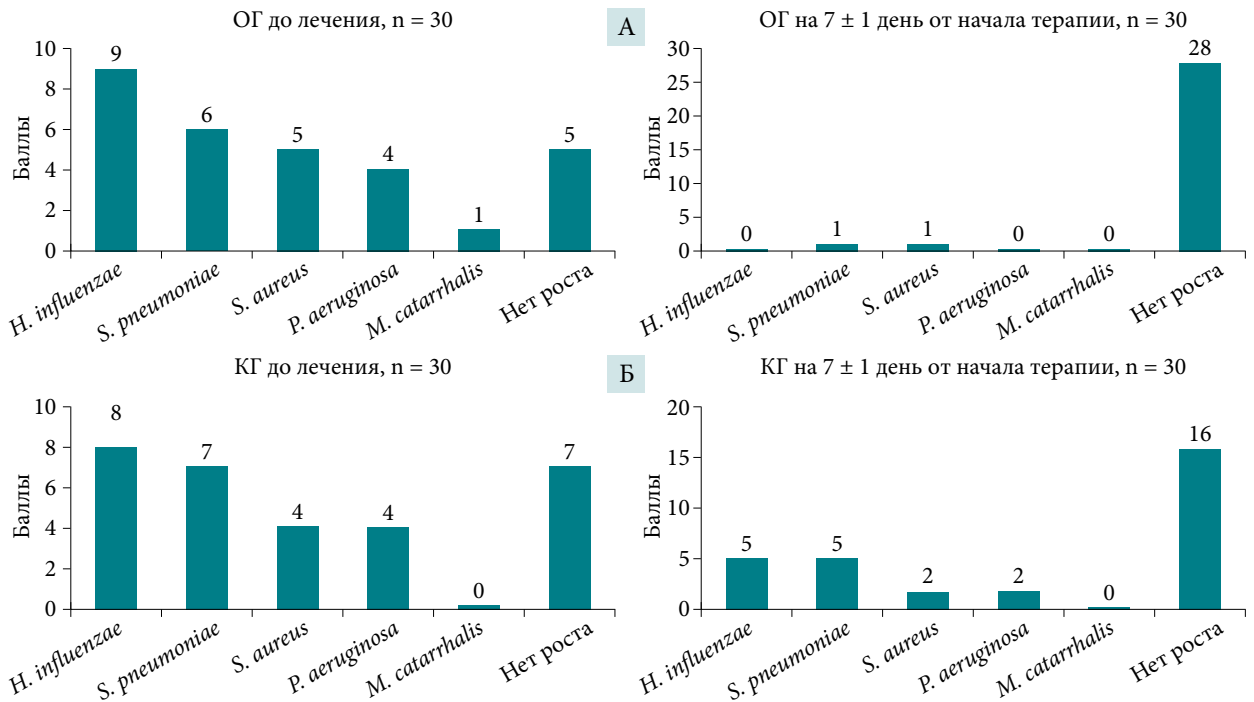 ОГ до лечения, n = 30
А
ОГ на 7 ± 1 день от начала терапии, n = 30
Баллы
10
8
6
4
2
0
9
6
5
4
1
5
H. influenzae
S. pneumoniae
S. aureus
P. aeruginosa
M. catarrhalis
Нет роста
Баллы
30
25
20
15
10
5
0
0
1
1
0
0
28
H. influenzae
S. pneumoniae
S. aureus
P. aeruginosa
M. catarrhalis
Нет роста
КГ до лечения, n = 30
Б
КГ на 7 ± 1 день от начала терапии, n = 30
Баллы
10
8
6
4
2
0
8
7
4
4
0
7
H. influenzae
S. pneumoniae
S. aureus
P. aeruginosa
M. catarrhalis
Нет роста
Баллы
20
15
10
5
0
5
5
2
2
0
16
H. influenzae
S. pneumoniae
S. aureus
P. aeruginosa
M. catarrhalis
Нет роста